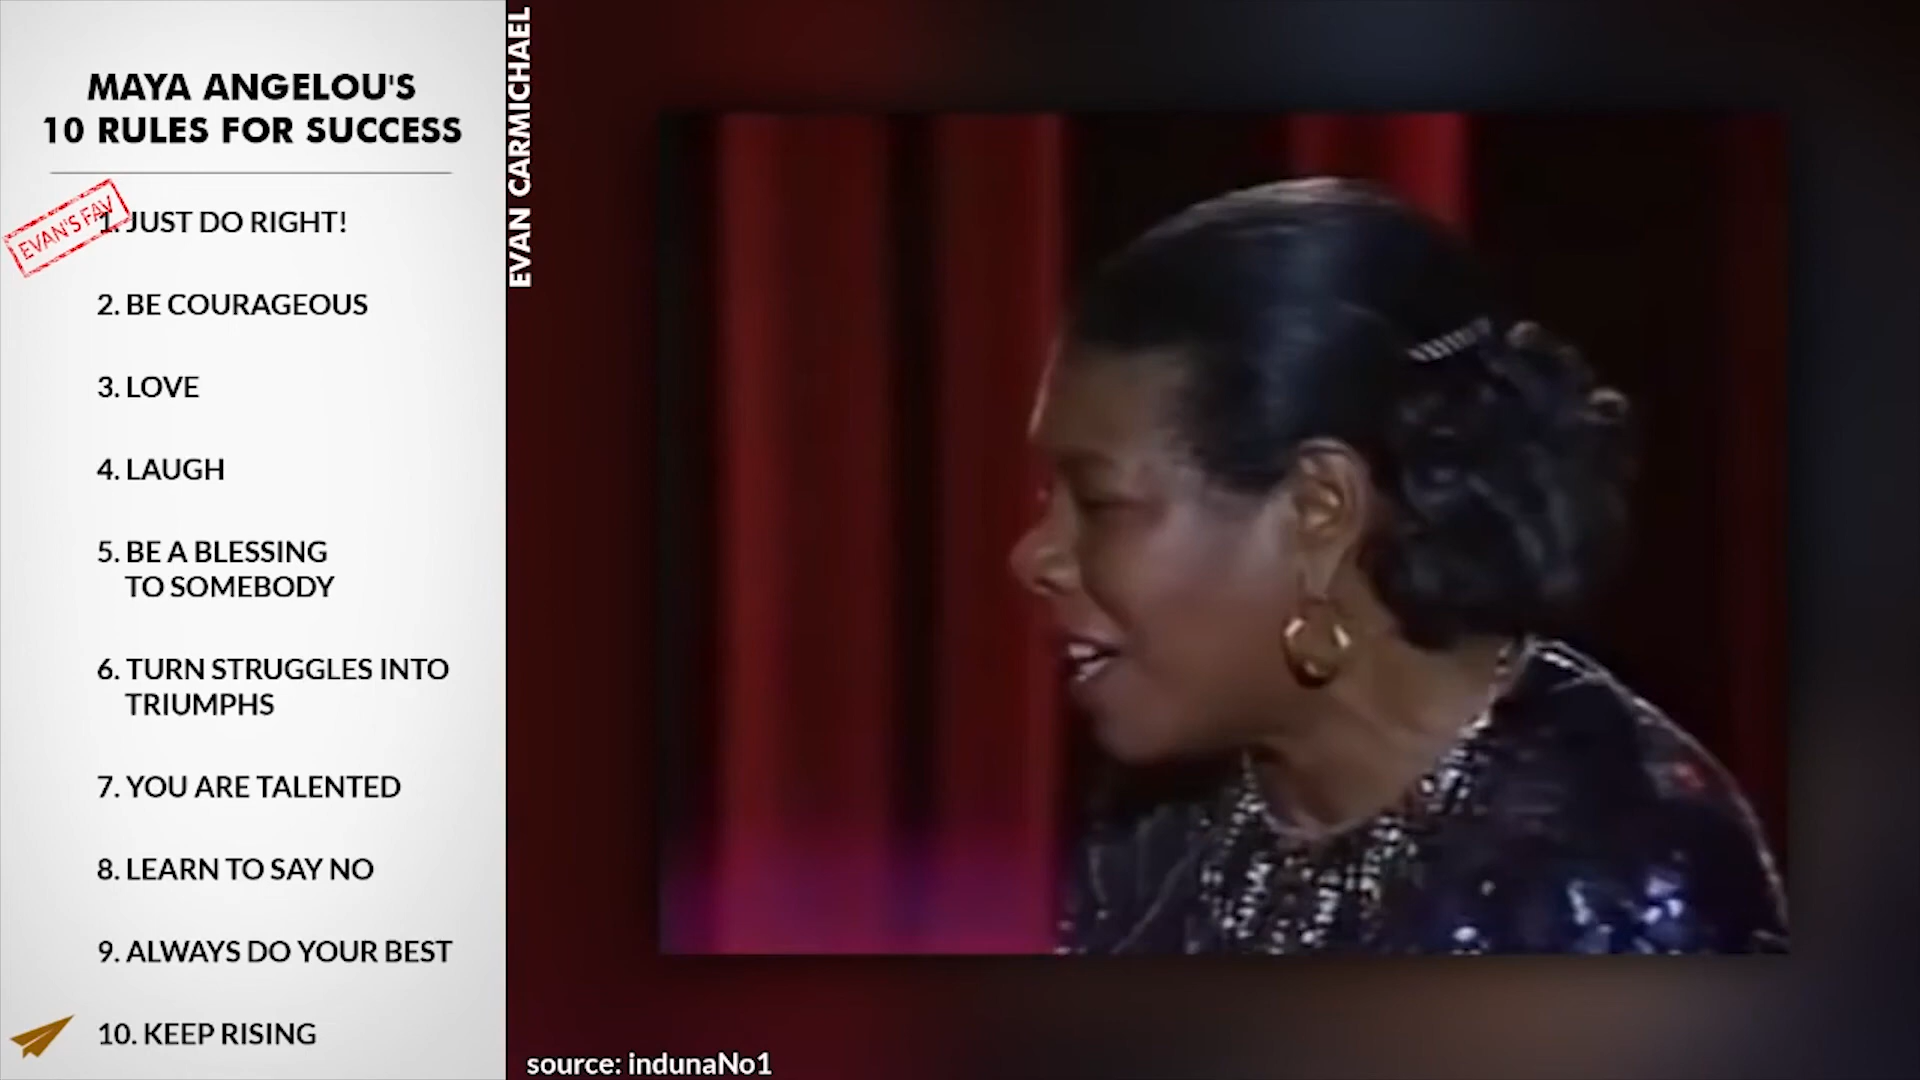 MAYA ANGELOU'S
10 RULES FOR SUCCESS
EVAN'S FAV
1. JUST DO RIGHT!
2. BE COURAGEOUS
3. LOVE
4. LAUGH
5. BE A BLESSING
TO SOMEBODY
6. TURN STRUGGLES INTO
TRIUMPHS
7. YOU ARE TALENTED
8. LEARN TO SAY NO
9. ALWAYS DO YOUR BEST
10. KEEP RISING
EVAN CARMICHAEL
source: indunaNo1